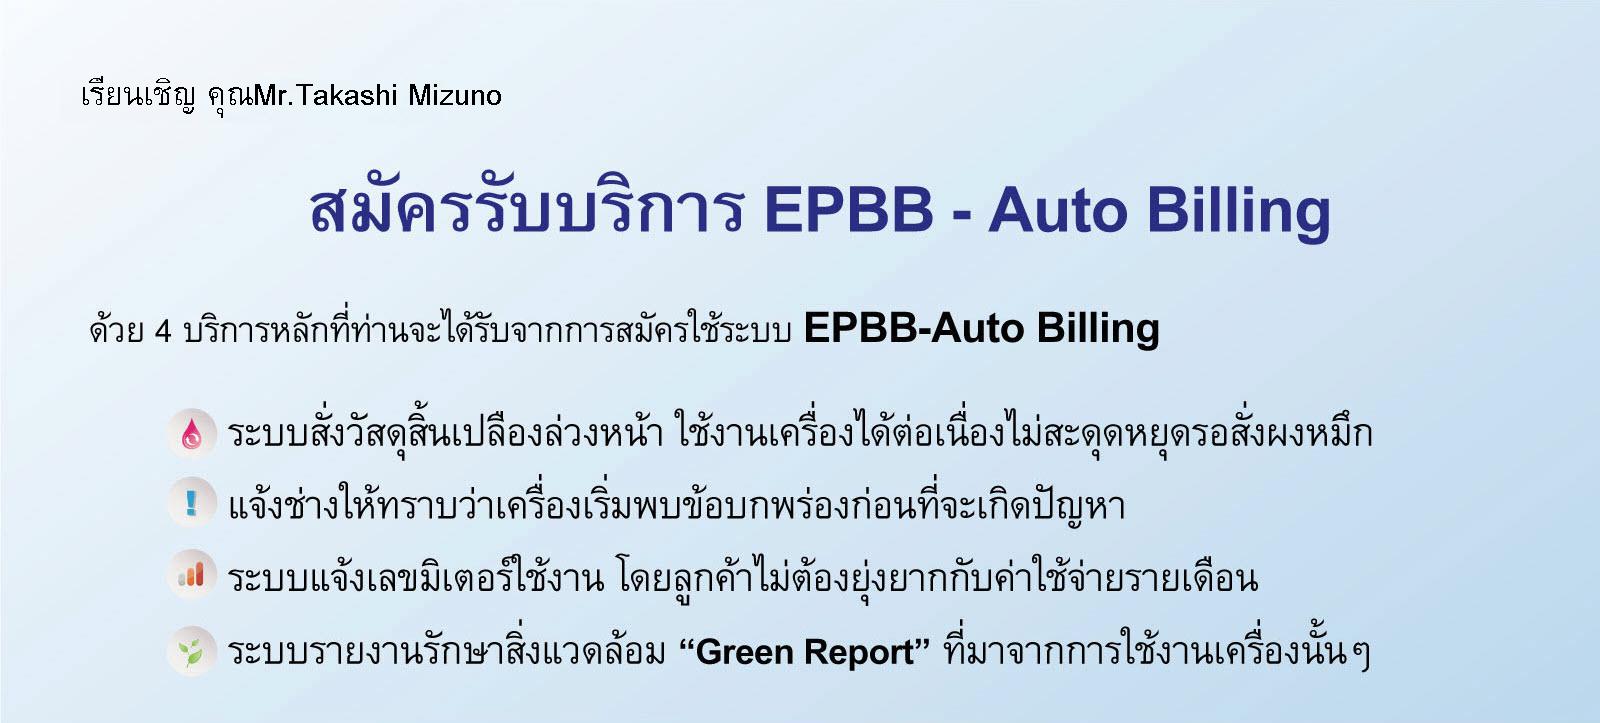 เรียนเชิญ คุณMr.Takashi Mizuno
สมัครรับบริการ EPBB - Auto Billing
ด้วย 4 บริการหลักที่ท่านจะได้รับจากการสมัครใช้ระบบ EPBB-Auto Billing
ระบบสั่งวัสดุสิ้นเปลืองล่วงหน้า ใช้งานเครื่องได้ต่อเนื่องไม่สะดุดหยุดรอสั่งผงหมึก
แจ้งช่างให้ทราบว่าเครื่องเริ่มพบข้อบกพร่องก่อนที่จะเกิดปัญหา
ระบบแจ้งเลขมิเตอร์ใช้งาน โดยลูกค้าไม่ต้องยุ่งยากกับค่าใช้จ่ายรายเดือน
ระบบรายงานรักษาสิ่งแวดล้อม “Green Report” ที่มาจากการใช้งานเครื่องนั้นๆ